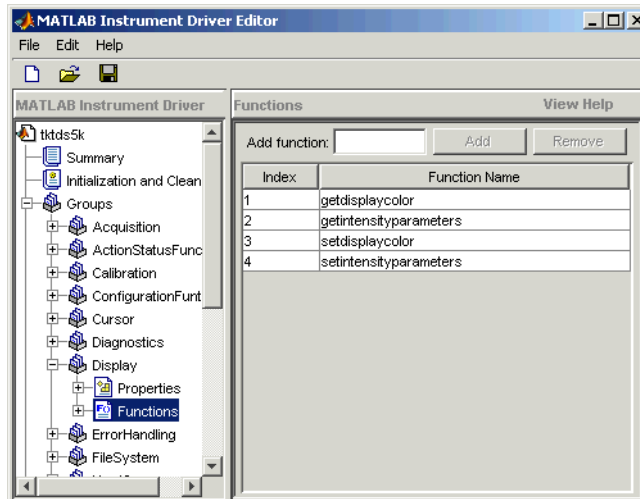 MATLAB Instrument Driver Editor
File Edit Help
MATLAB Instrument Driver
tktds5k
Summary
Initialization and Clean
Groups
Acquisition
ActionStatusFunc
Calibration
ConfigurationFunt
Cursor
Diagnostics
Display
Properties
Functions
ErrorHandling
FileSystem
Functions View Help
Add function: Add Remove
Index Function Name
1 getdisplaycolor
2 getintensityparameters
3 setdisplaycolor
4 setintensityparameters